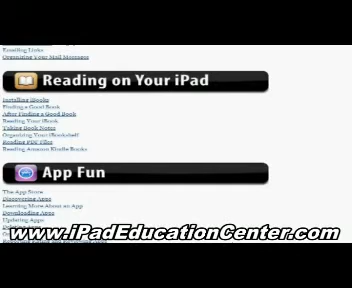 Emailing Links
Organizing Your Mail Messages
Reading on Your iPad
Installing iBooks
Finding a Good Book
After Finding a Good Book
Reading Your iBook
Taking Book Notes
Organizing Your iBookshelf
Reading PDF Files
Reading Amazon Kindle Books
App Fun
The App Store
Discovering Apps
Learning More About an App
Downloading Apps
Updating Apps
www.iPadEducationCenter.com